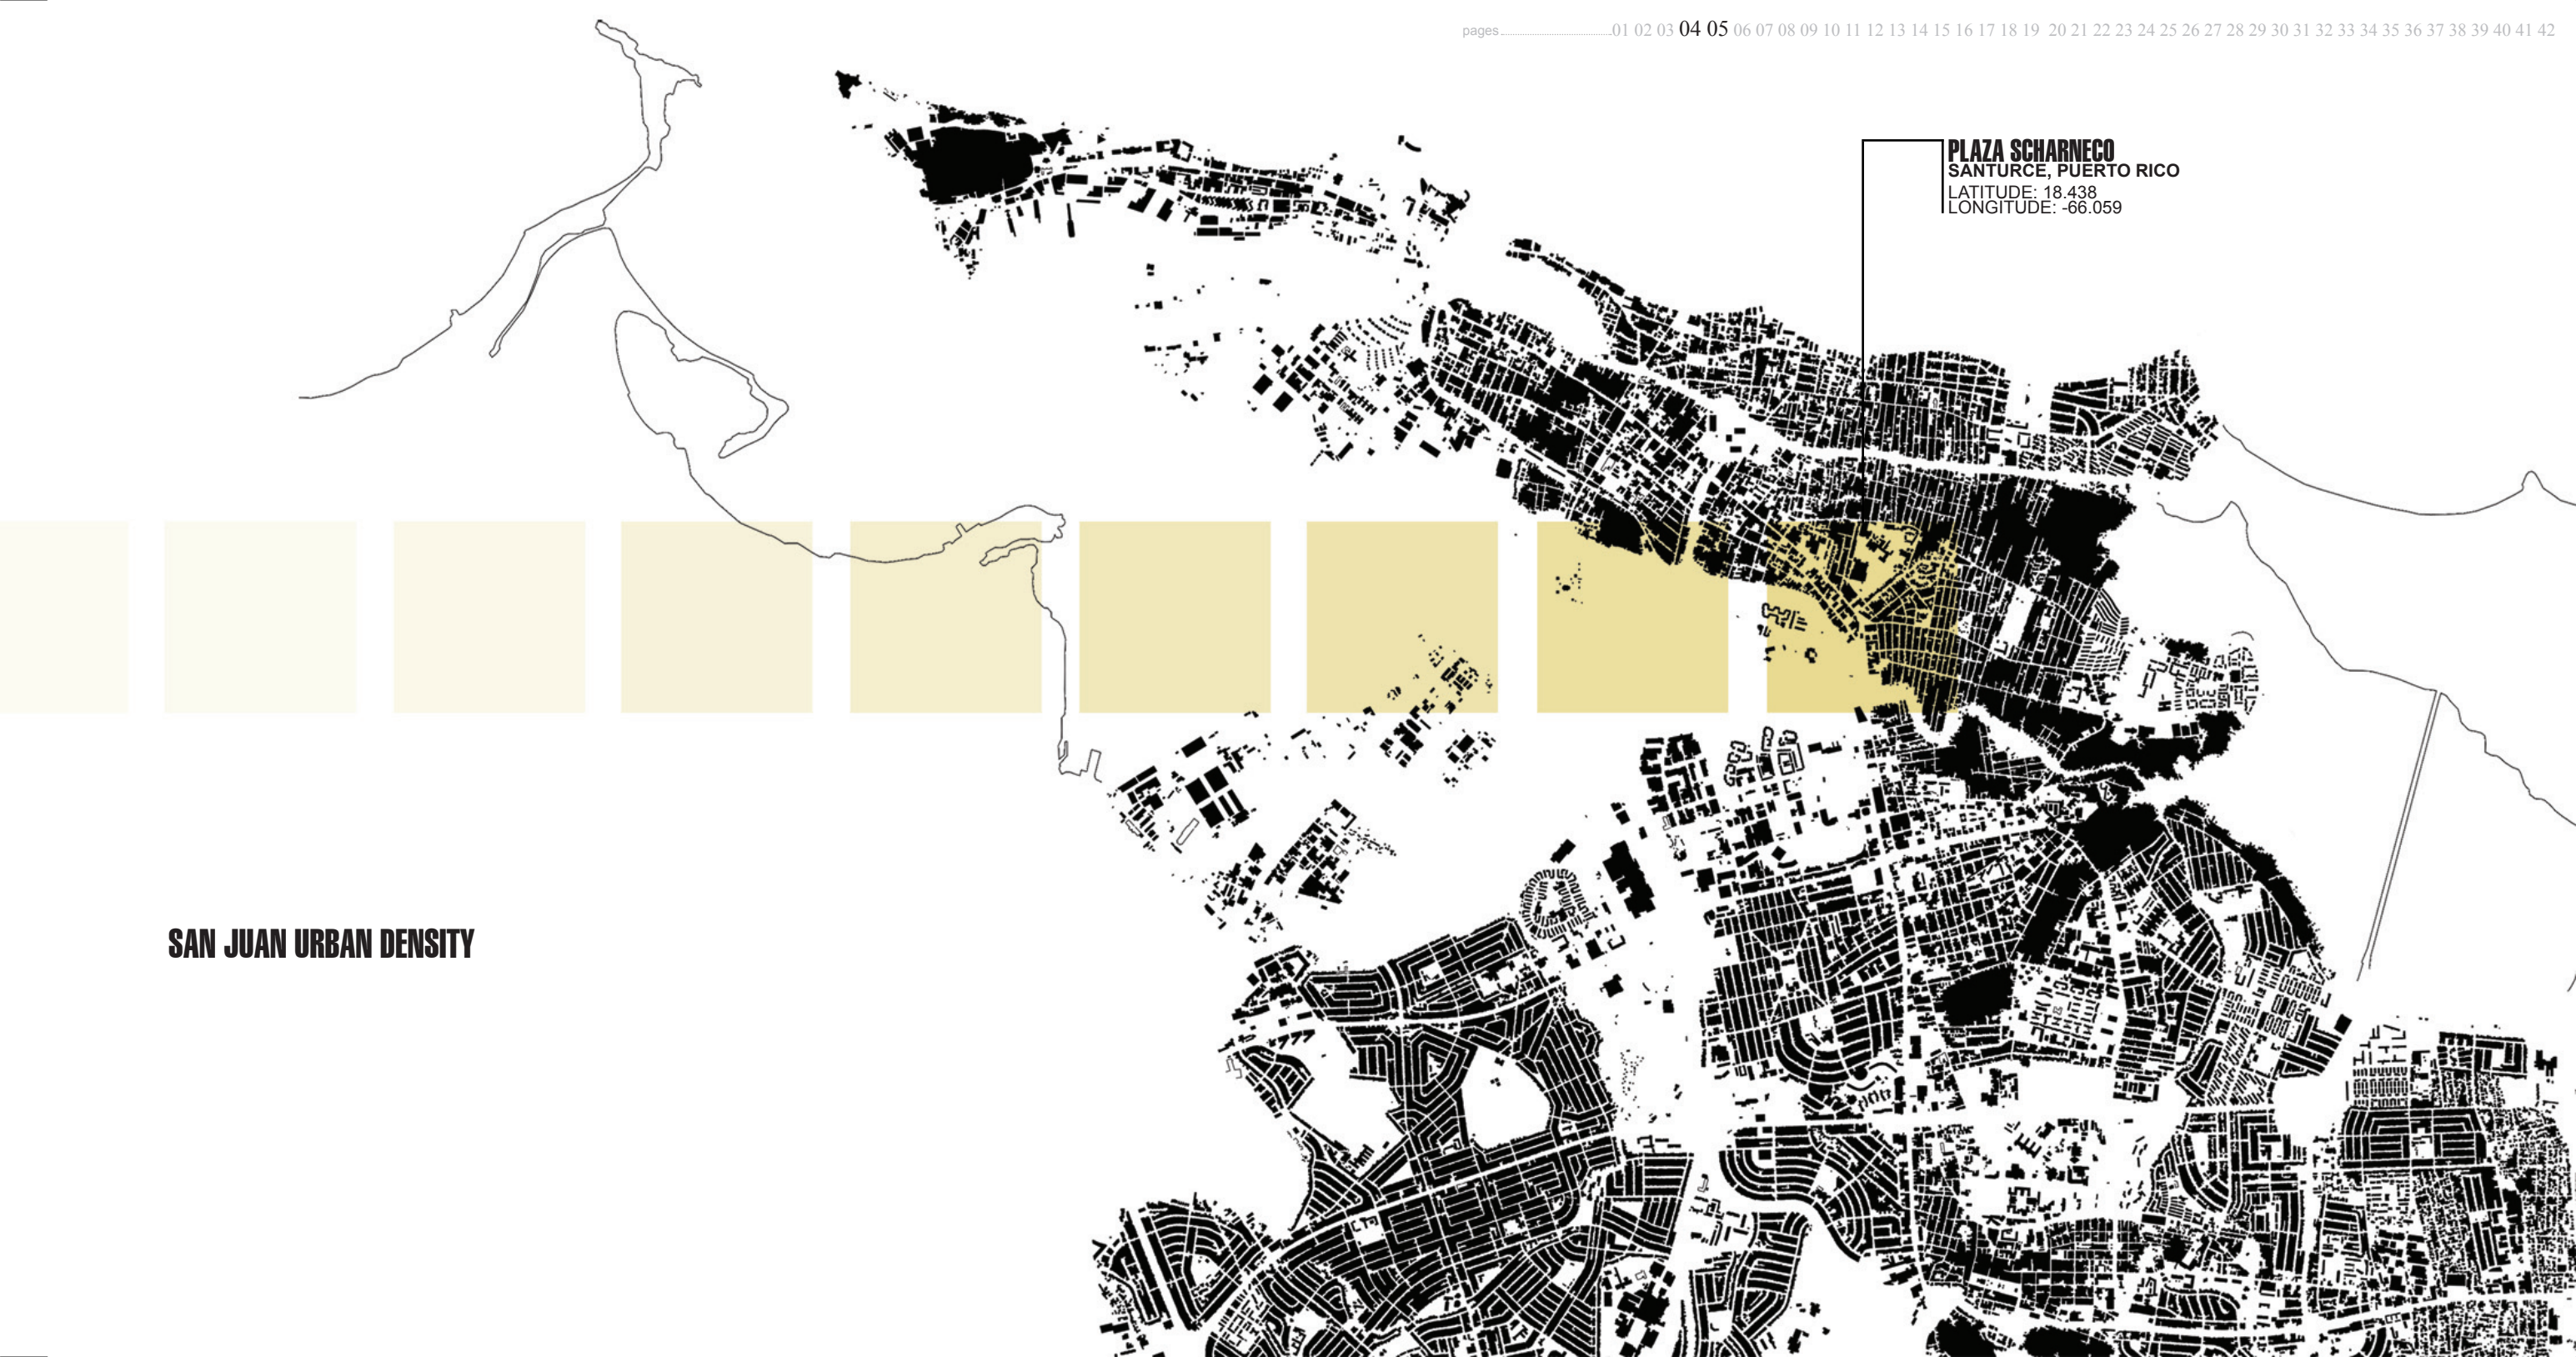 pages 01 02 03 04 05 06 07 08 09 10 11 12 13 14 15 16 17 18 19 20 21 22 23 24 25 26 27 28 29 30 31 32 33 34 35 36 37 38 39 40 41 42
PLAZA SCHARNECO
SANTURCE, PUERTO RICO
LATITUDE: 18.438
LONGITUDE: -66.059
SAN JUAN URBAN DENSITY